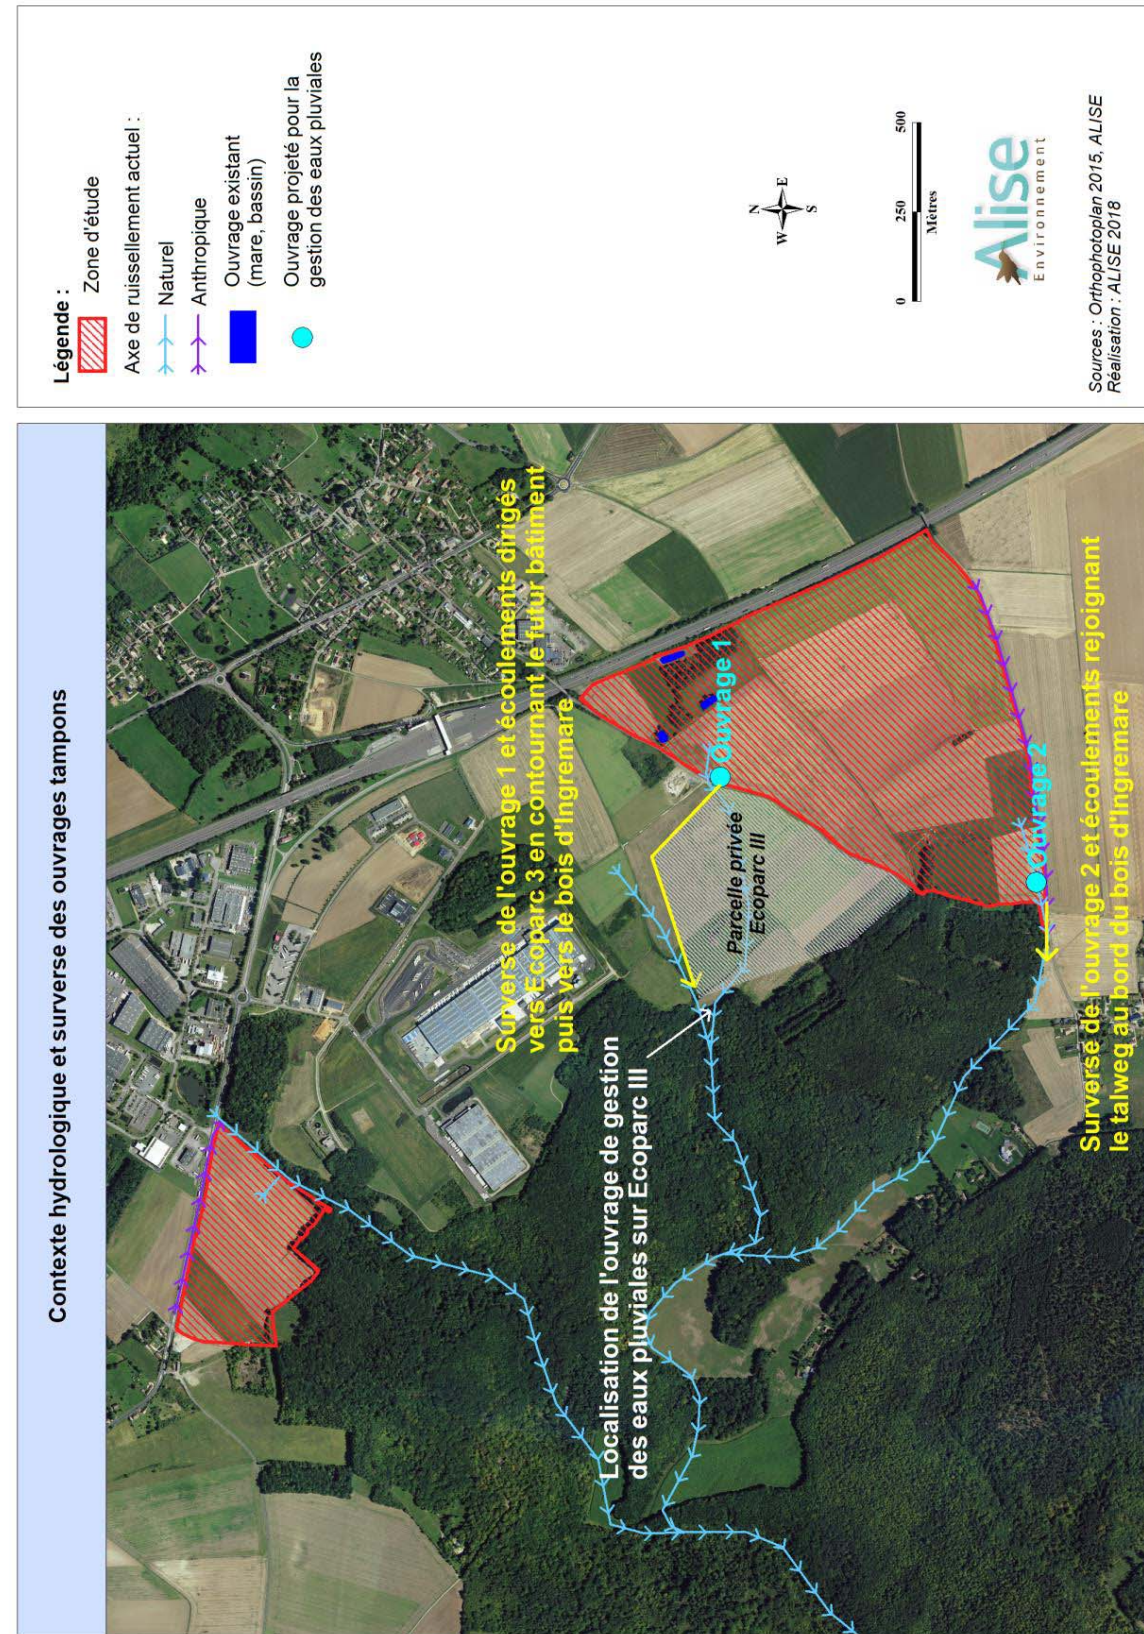 Contexte hydrologique et surverse des ouvrages tampons
Surverse de l'ouvrage 1 et écoulements dirigés
vers Ecoparc 3 en contournant le futur bâtiment
puis vers le bois d'Ingremare
Localisation de l'ouvrage de gestion
des eaux pluviales sur Ecoparc III
Parcelle privée
Ecoparc III
Ouvrage 1
Ouvrage 2
Surverse de l'ouvrage 2 et écoulements rejoignant
le talweg au bord du bois d'Ingremare
Légende :
Zone d'étude
Axe de ruissellement actuel :
Naturel
Anthropique
Ouvrage existant
(mare, bassin)
Ouvrage projeté pour la
gestion des eaux pluviales
N
W E
S
0 250 500
Mètres
Alise
Environnement
Sources : Orthophotoplan 2015, ALISE
Réalisation : ALISE 2018